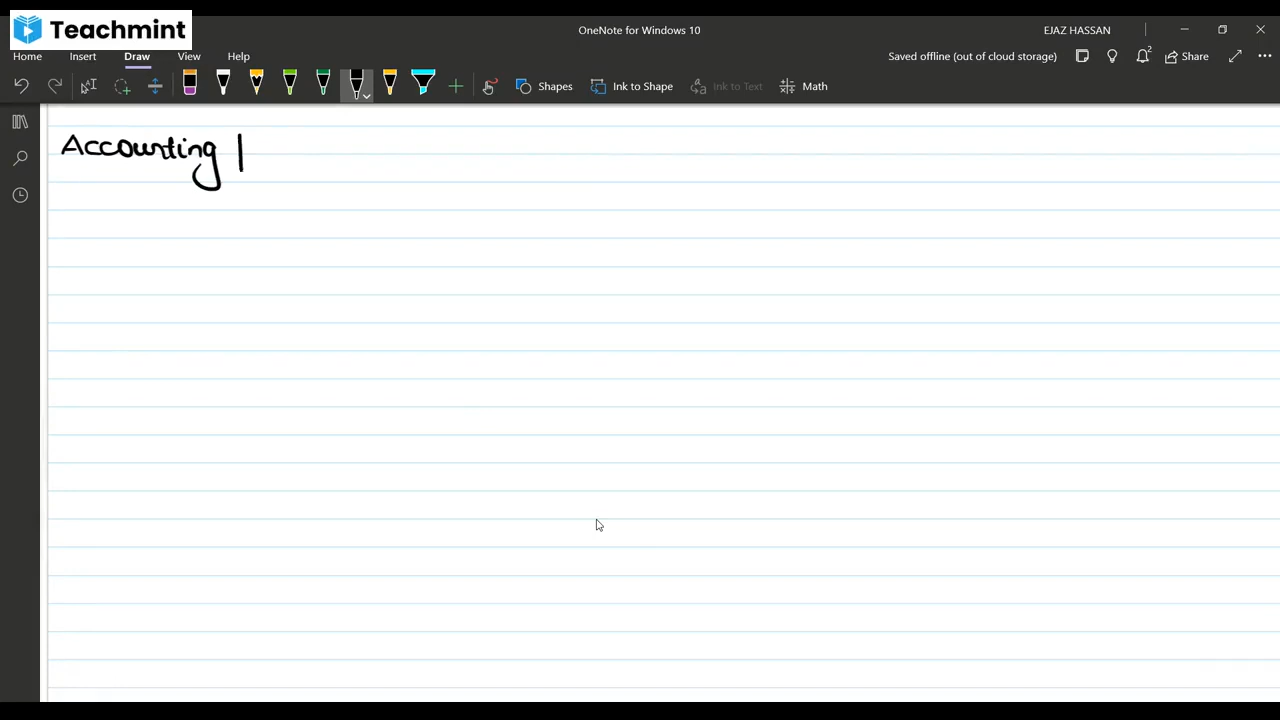 Teachmint
OneNote for Windows 10
EJAZ HASSAN
Home Insert Draw View Help
Saved offline (out of cloud storage)
2
Share
Shapes
Ink to Shape
Ink to Text
Math
Accounting |